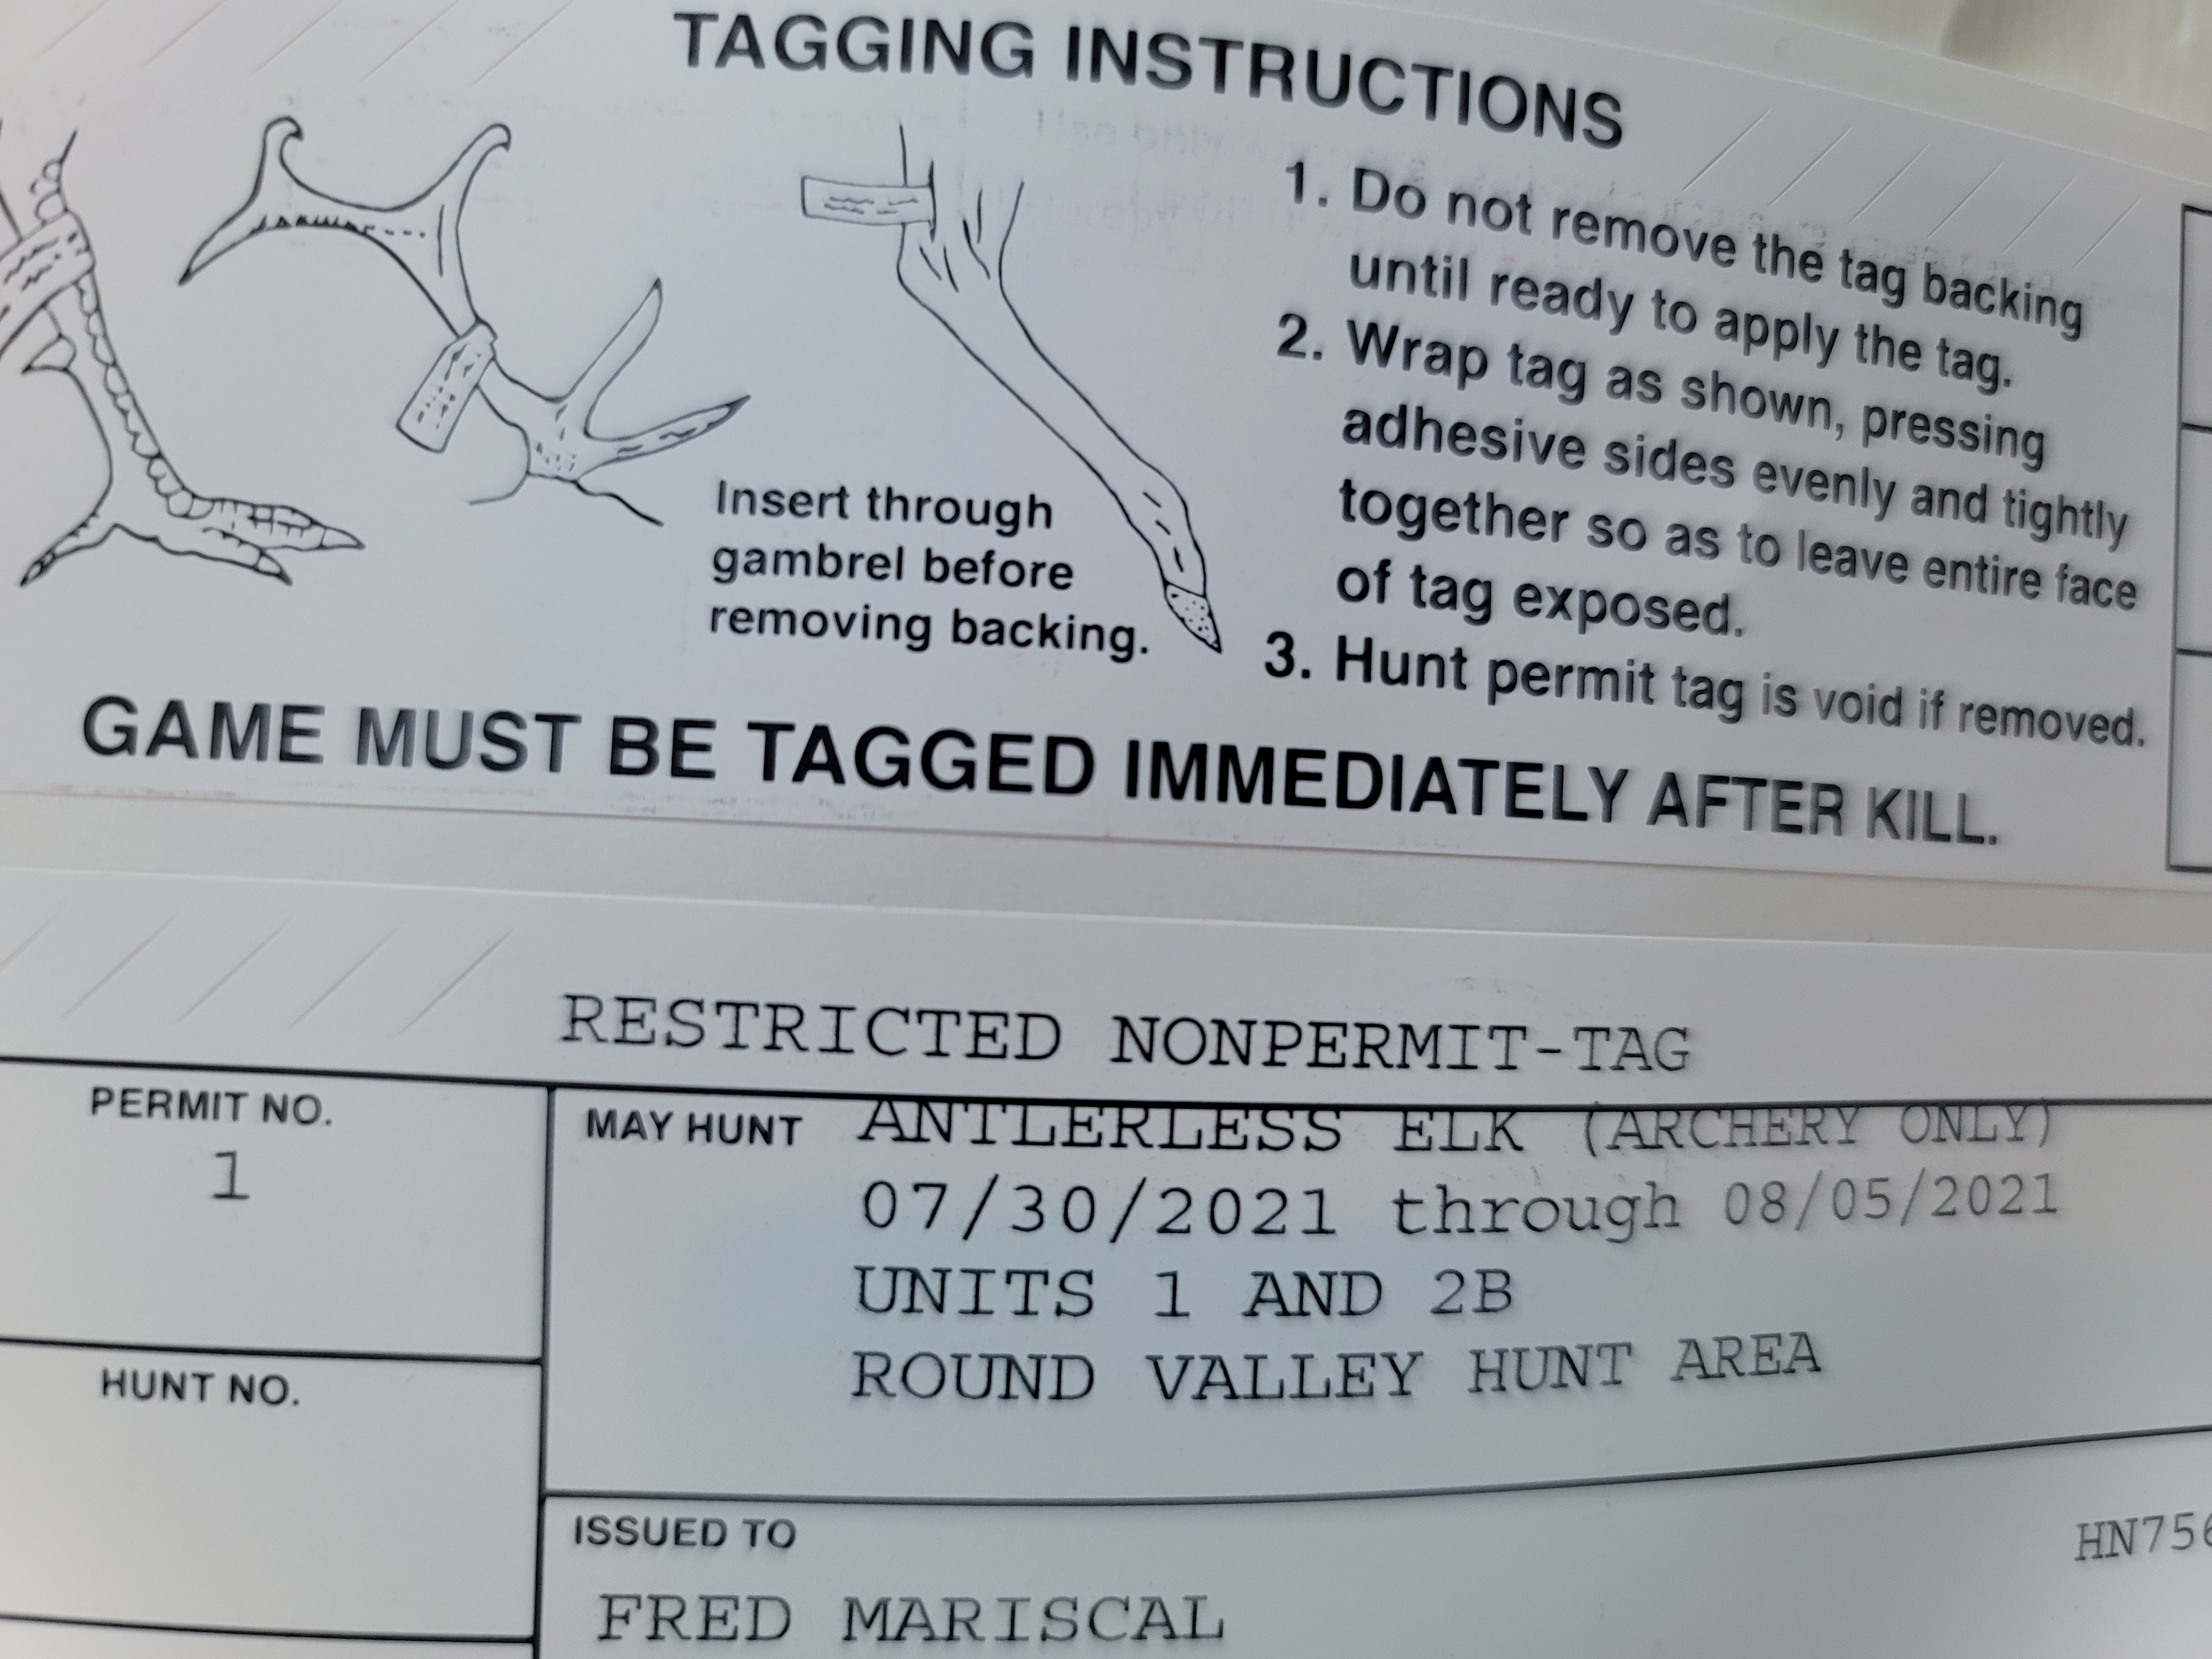 TAGGING INSTRUCTIONS
Insert through
gambrel before
removing backing.
1. Do not remove the tag backing
until ready to apply the tag.
2. Wrap tag as shown, pressing
adhesive sides evenly and tightly
together so as to leave entire face
of tag exposed.
3. Hunt permit tag is void if removed.
GAME MUST BE TAGGED IMMEDIATELY AFTER KILL.
RESTRICTED NONPERMIT-TAG
PERMIT NO.
1
HUNT NO.
MAY HUNT ANTLERLESS ELK (ARCHERY ONLY)
07/30/2021 through 08/05/2021
UNITS 1 AND 2B
ROUND VALLEY HUNT AREA
ISSUED TO
HN756
FRED MARISCAL